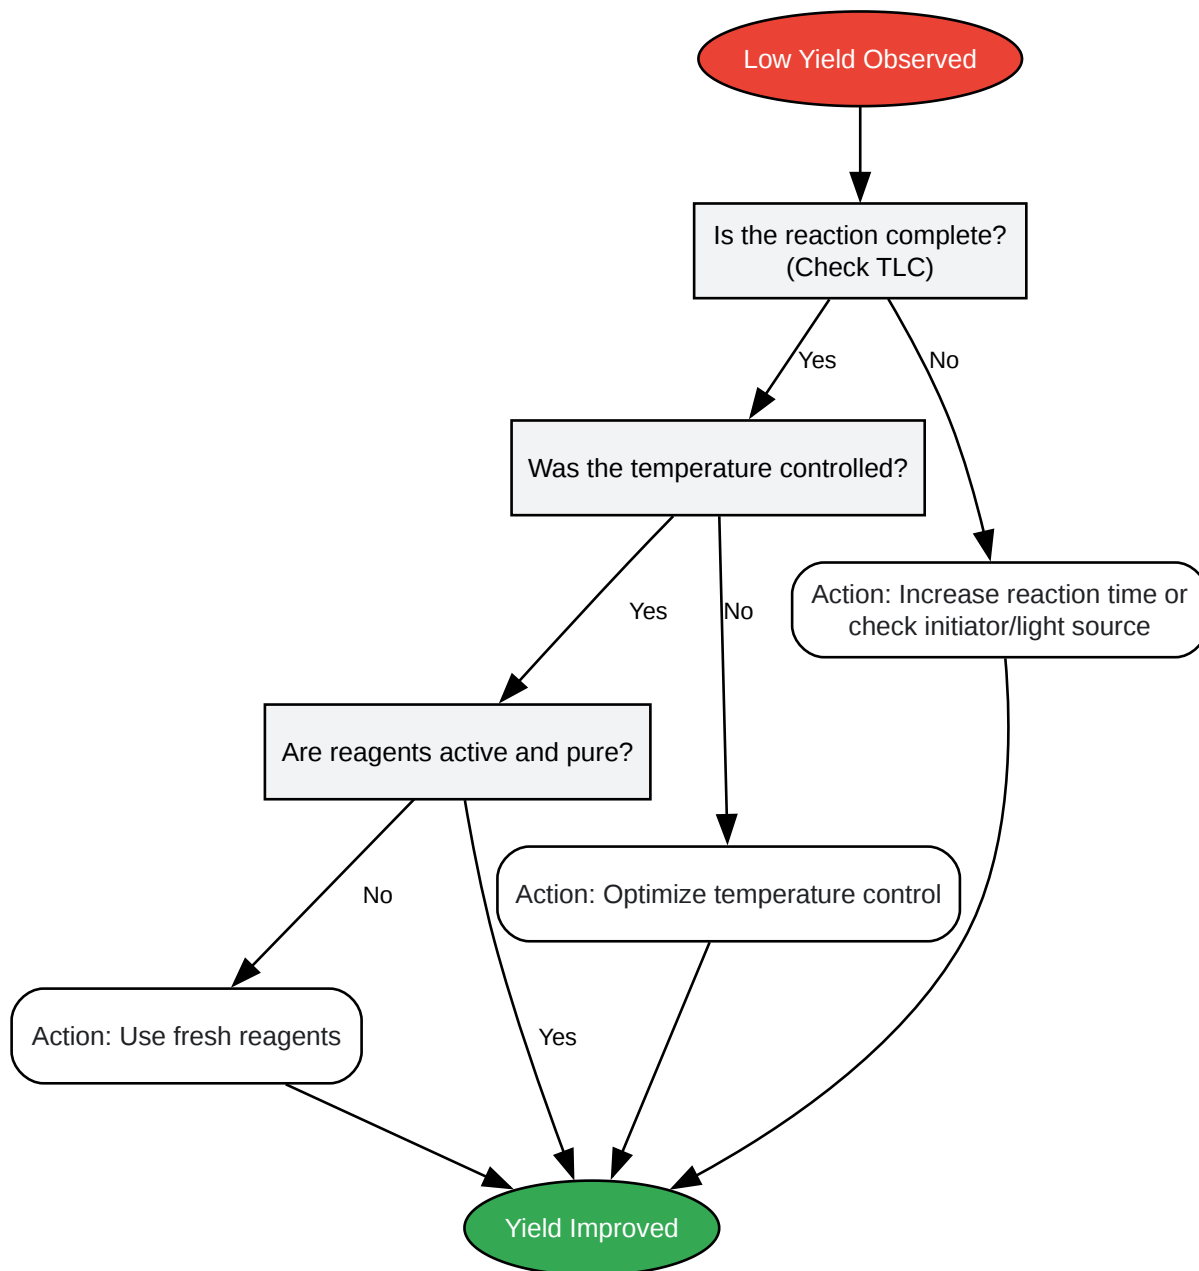 Low Yield Observed
Is the reaction complete?
(Check TLC)
Yes
No
Was the temperature controlled?
Action: Increase reaction time or
check initiator/light source
Yes
No
Are reagents active and pure?
Action: Optimize temperature control
No
Action: Use fresh reagents
Yes
Yield Improved